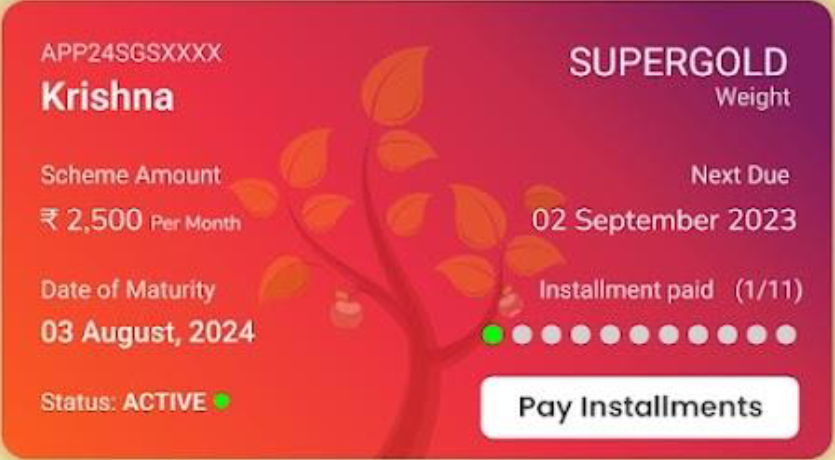 APP24SGSXXXX
Krishna
SUPERGOLD
Weight
Scheme Amount
₹ 2,500 Per Month
Next Due
02 September 2023
Date of Maturity
03 August, 2024
Installment paid (1/11)
Status: ACTIVE
Pay Installments